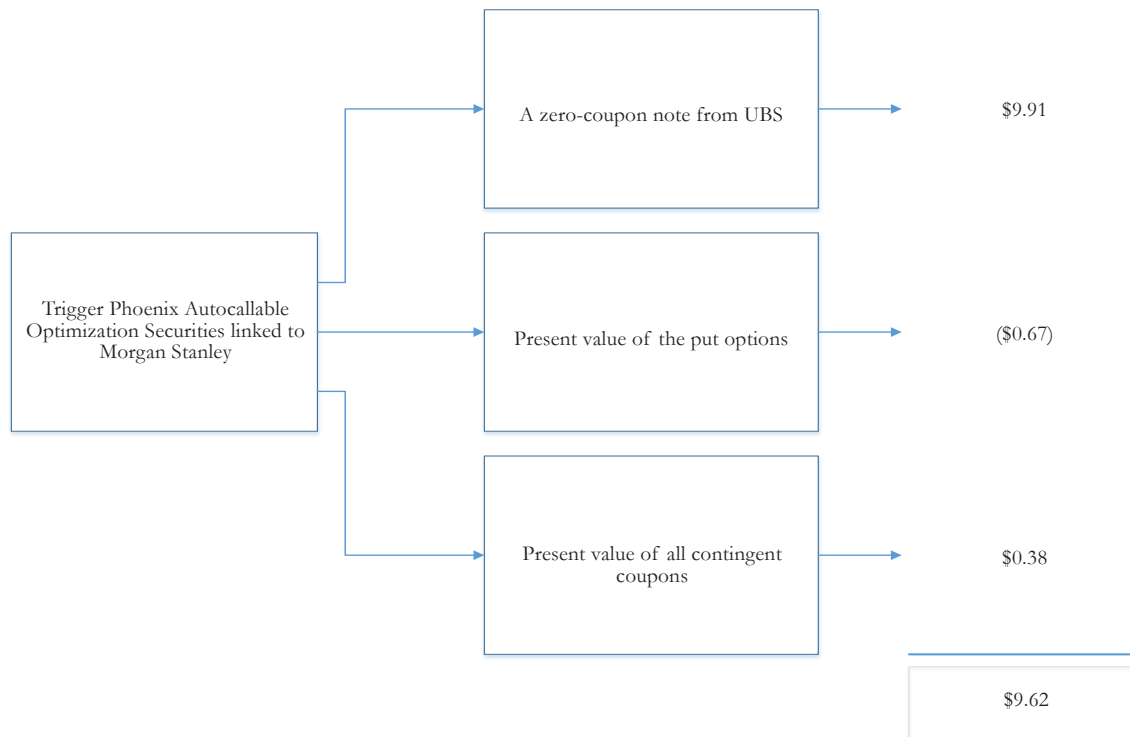 A zero-coupon note from UBS
$9.91
Trigger Phoenix Autocallable
Optimization Securities linked to
Morgan Stanley
Present value of the put options
($0.67)
Present value of all contingent
coupons
$0.38
$9.62